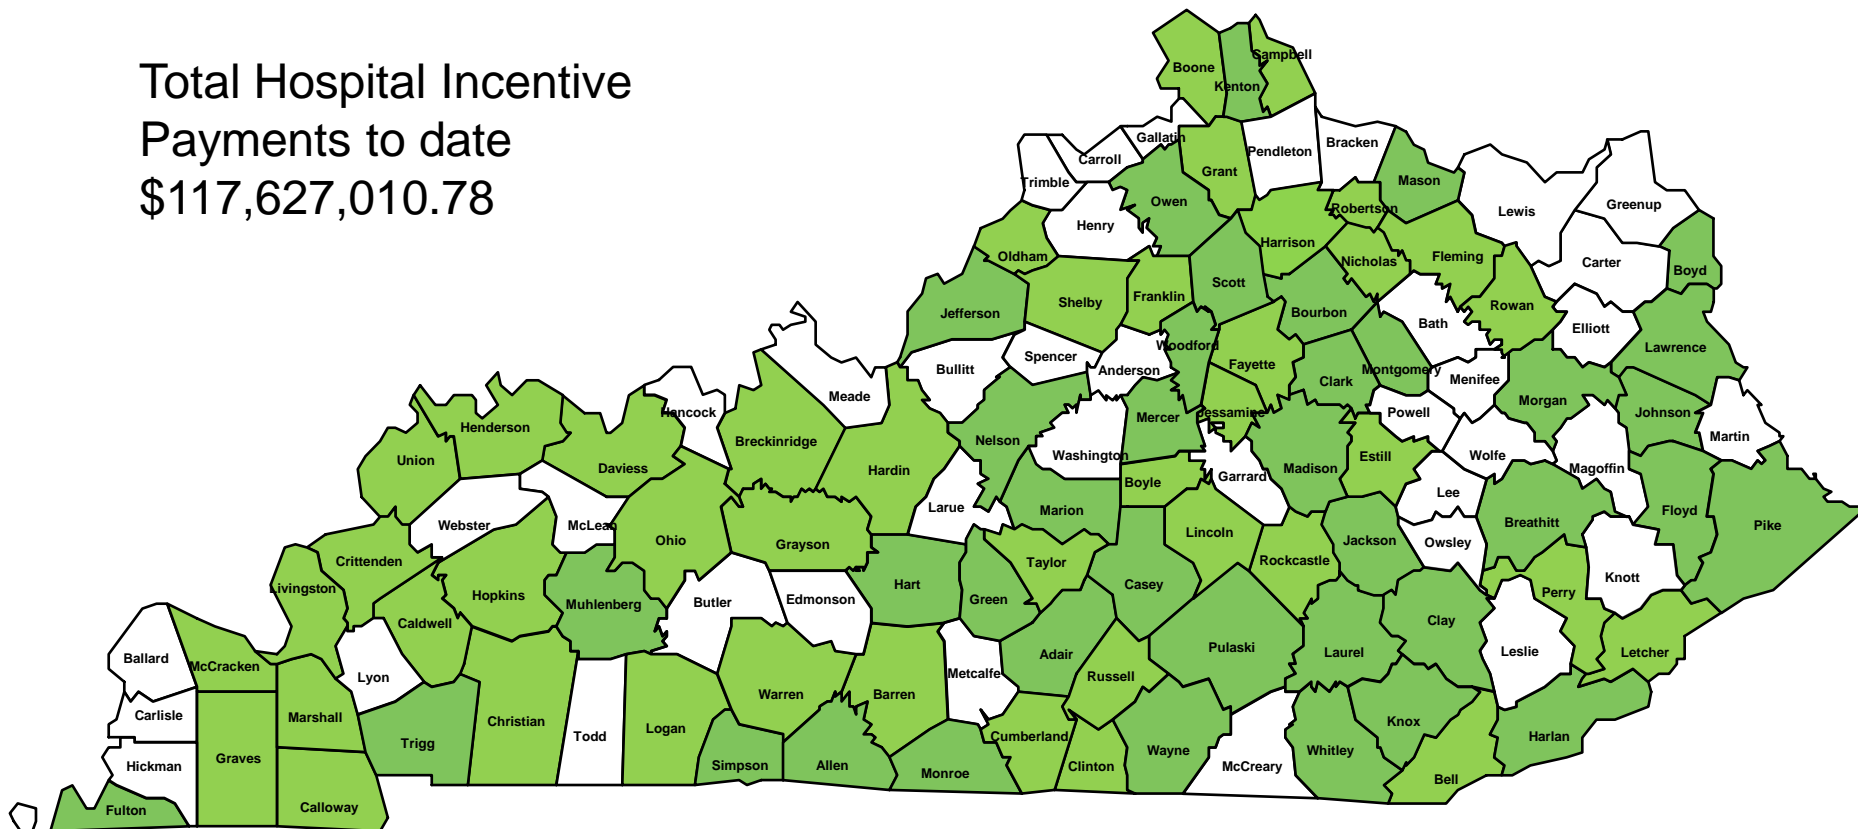 Total Hospital Incentive
Payments to date
$117,627,010.78
Campbell
Boone
Kenton
Gallatin
Bracken
Pendleton
Carroll
Grant
Trimble
Mason
Owen
Robertson
Lewis
Greenup
Henry
Harrison
Oldham
Nicholas
Fleming
Carter
Boyd
Scott
Shelby
Franklin
Rowan
Jefferson
Bourbon
Bath
Elliott
Woodford
Lawrence
Spencer
Fayette
Bullitt
Anderson
Montgomery
Clark
Menifee
Meade
Morgan
Hancock
Jessamine
Powell
Johnson
Mercer
Henderson
Breckinridge
Nelson
Martin
Union
Washington
Estill
Wolfe
Daviess
Hardin
Madison
Magoffin
Garrard
Boyle
Lee
Larue
Marion
Floyd
Webster
McLean
Breathitt
Pike
Lincoln
Ohio
Grayson
Jackson
Owsley
Crittenden
Taylor
Rockcastle
Knott
Livingston
Hart
Casey
Perry
Hopkins
Green
Muhlenberg
Butler
Edmonson
Caldwell
Clay
Pulaski
Ballard
McCracken
Adair
Laurel
Leslie
Letcher
Lyon
Metcalfe
Russell
Warren
Barren
Carlisle
Marshall
Christian
Logan
Knox
Todd
Cumberland
Harlan
Trigg
Wayne
Whitley
Graves
Hickman
Simpson
Allen
Monroe
Clinton
McCreary
Bell
Fulton
Calloway